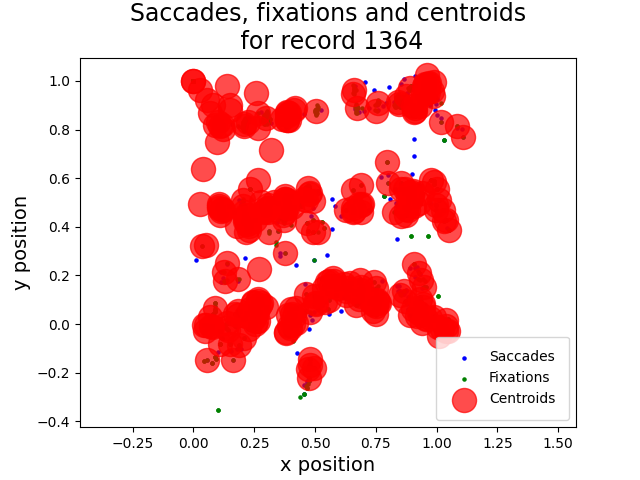 Saccades, fixations and centroids
for record 1364
1.0
0.8
0.6
0.4
0.2
0.0
−0.2
−0.4
y position
Saccades
Fixations
Centroids
−0.25
0.00
0.25
0.50
0.75
1.00
1.25
1.50
x position